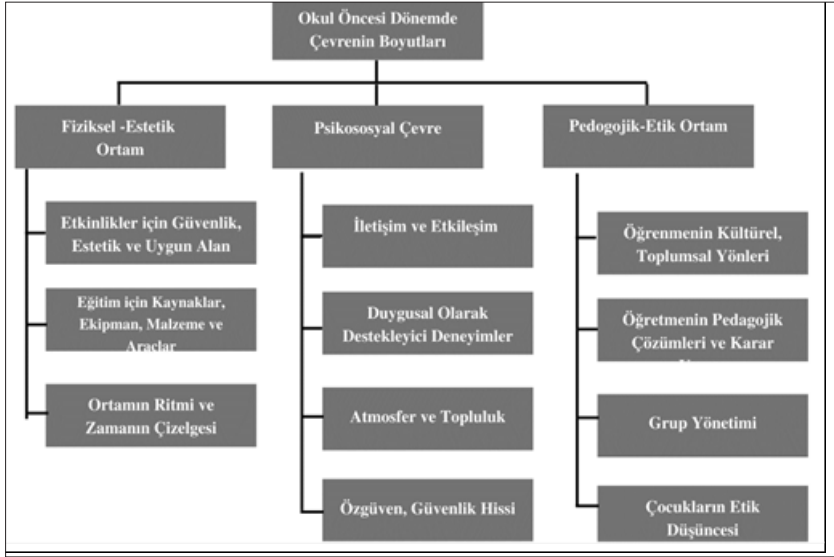 Okul Öncesi Dönemde
Çevrenin Boyutları
Fiziksel -Estetik
Ortam
Etkinlikler için Güvenlik,
Estetik ve Uygun Alan
Eğitim için Kaynaklar,
Ekipman, Malzeme ve
Araçlar
Ortamın Ritmi ve
Zamanın Çizelgesi
Psikososyal Çevre
İletişim ve Etkileşim
Duygusal Olarak
Destekleyici Deneyimler
Atmosfer ve Topluluk
Özgüven, Güvenlik Hissi
Pedogojik-Etik Ortam
Öğrenmenin Kültürel,
Toplumsal Yönleri
Öğretmenin Pedagojik
Çözümleri ve Karar
Grup Yönetimi
Çocukların Etik
Düşüncesi